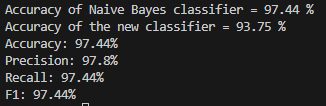 Accuracy of Naive Bayes classifier = 97.44 %
Accuracy of the new classifier = 93.75 %
Accuracy: 97.44%
Precision: 97.8%
Recall: 97.44%
F1: 97.44%